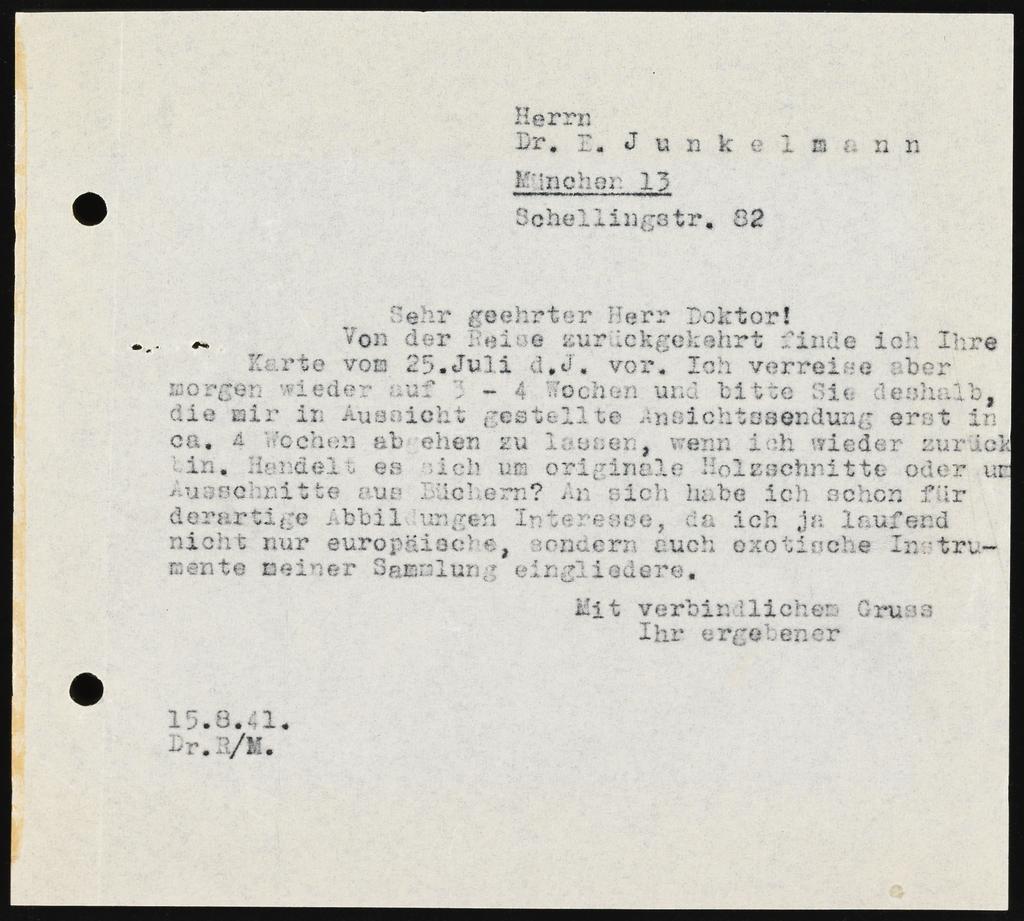 Herrn
Dr. E. J u n k e l m a n n
München 13
Schellingstr. 82
Sehr geehrter Herr Doktor!
Von der Reise zurückgekehrt finde ich Ihre
Karte vom 25.Juli d.J. vor. Ich verreise aber
morgen wieder auf 3 - 4 Wochen und bitte Sie deshalb,
die mir in Aussicht gestellte Ansichtssendung erst in
ca. 4 Wochen abgehen zu lassen, wenn ich wieder zurück
bin. Handelt es sich um originale Holzschnitte oder um
Ausschnitte aus Büchern? An sich habe ich schon für
derartige Abbildungen Interesse, da ich ja laufend
nicht nur europäische, sondern auch exotische Instru-
mente meiner Sammlung eingliedere.
Mit verbindlichem Gruss
Ihr ergebener
15.8.41.
Dr.R/M.